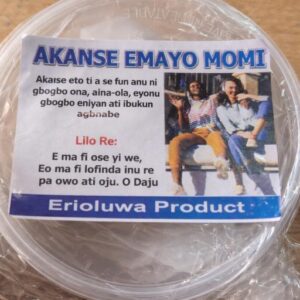 AKANSE EMAYO MOMI
Akanse eto ti a se fun anu ni
gbogbo ona, aina-ola, eyonu
gbogbo eniyan ati ibukun
agbnabe
Lilo Re:
E ma fi ose yi we,
Eo ma fi lofinda inu re
pa owo ati oju. O Daju
Erioluwa Product